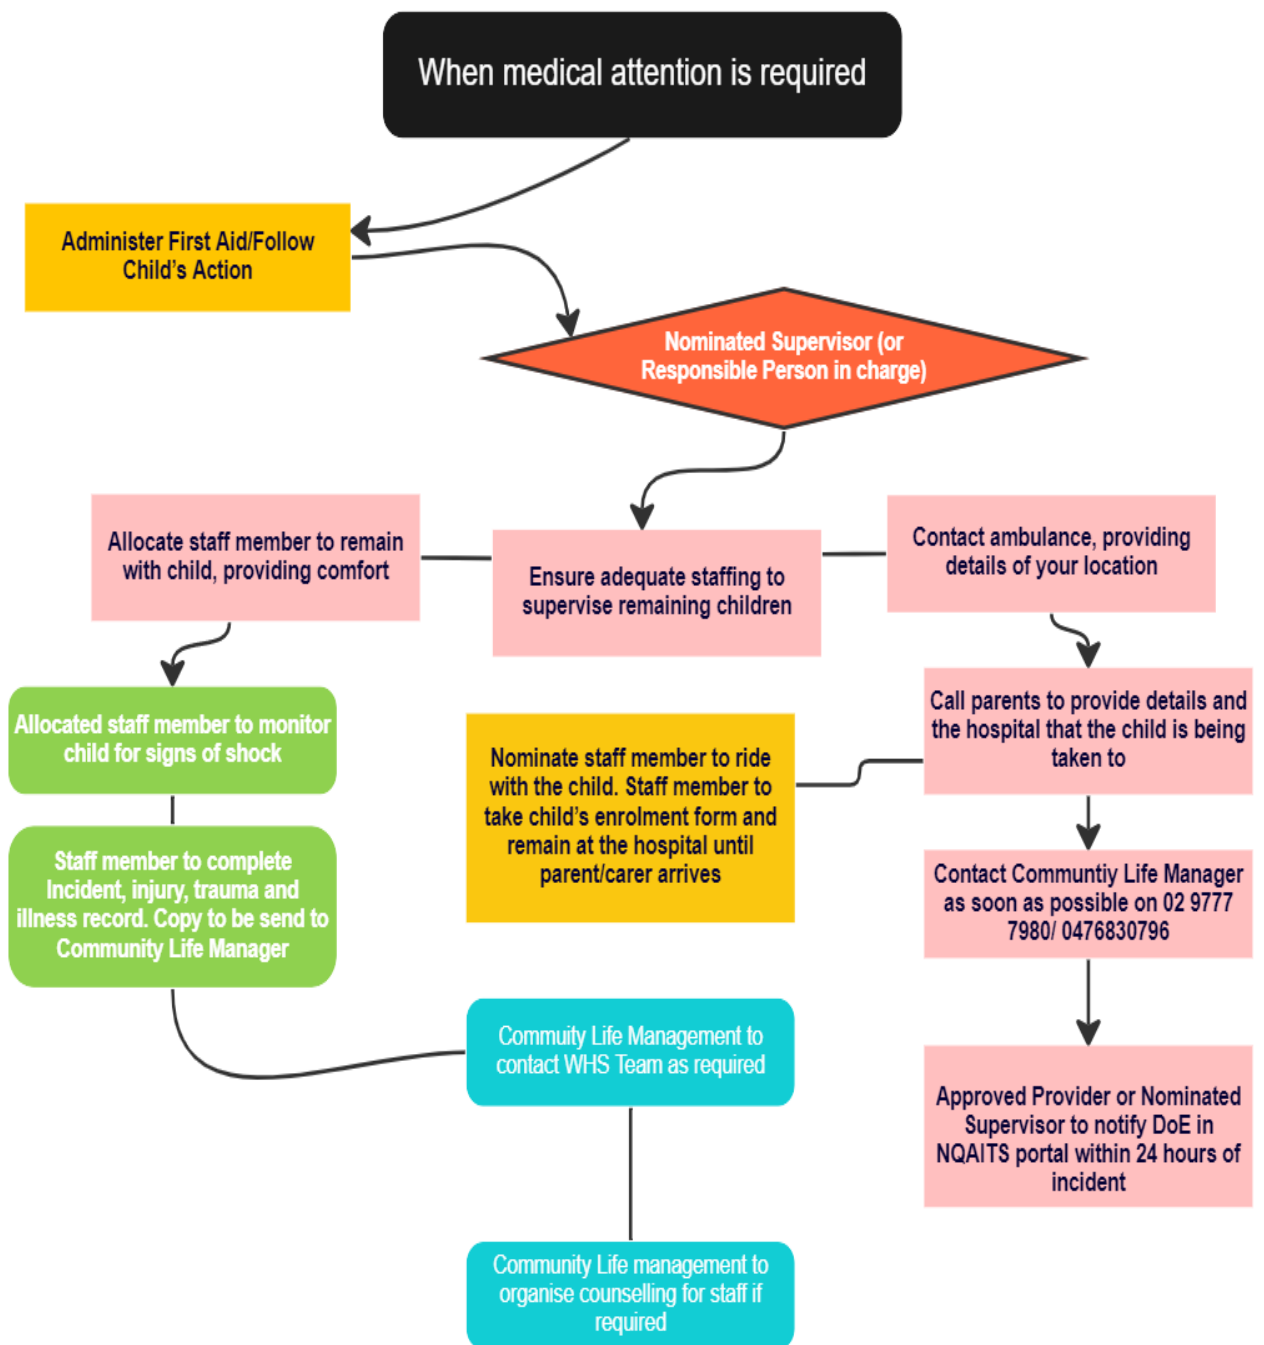 When medical attention is required
Administer First Aid/Follow
Child's Action
Nominated Supervisor (or
Responsible Person in charge)
Allocate staff member to remain
with child, providing comfort
Ensure adequate staffing to
supervise remaining children
Contact ambulance, providing
details of your location
Allocated staff member to monitor
child for signs of shock
Nominate staff member to ride
with the child. Staff member to
take child's enrolment form and
remain at the hospital until
parent/carer arrives
Call parents to provide details and
the hospital that the child is being
taken to
Staff member to complete
Incident, injury, trauma and
illness record. Copy to be send to
Community Life Manager
Contact Communtiy Life Manager
as soon as possible on 02 9777
7980/ 0476830796
Commuity Life Management to
contact WHS Team as required
Approved Provider or Nominated
Supervisor to notify DoE in
NQAITS portal within 24 hours of
incident
Community Life management to
organise counselling for staff if
required